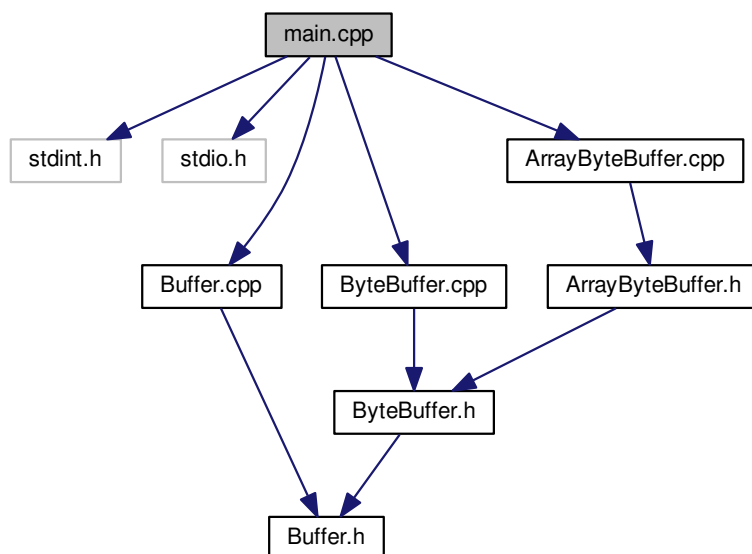 main.cpp
stdint.h
stdio.h
ArrayByteBuffer.cpp
Buffer.cpp
ByteBuffer.cpp
ArrayByteBuffer.h
ByteBuffer.h
Buffer.h